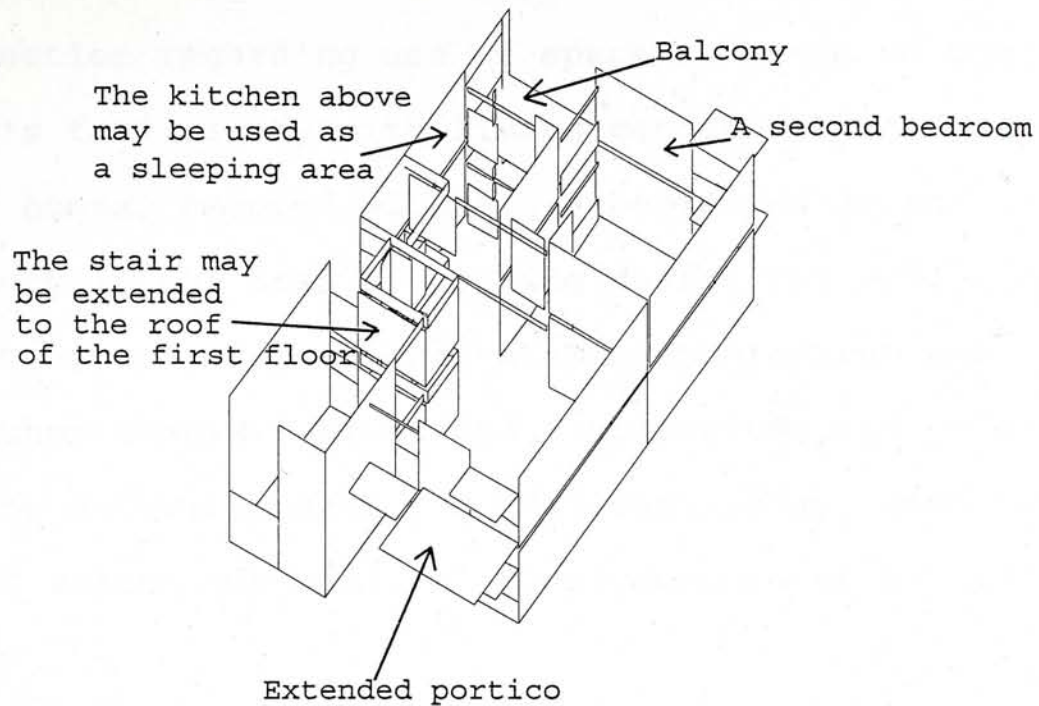 Balcony
The kitchen above
may be used as
a sleeping area
A second bedroom
The stair may
be extended
to the roof
of the first floor
Extended portico